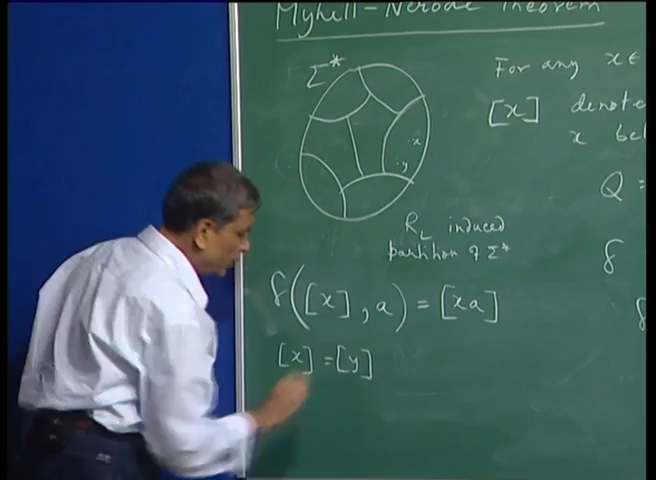 Myhill-Nerode Theorem
Σ*
For any x ∈
[x] denote
x bel
.x
.y
Q =
R_L induced
partition of Σ*
δ
δ([x], a) = [xa]
δ
[x] = [y]